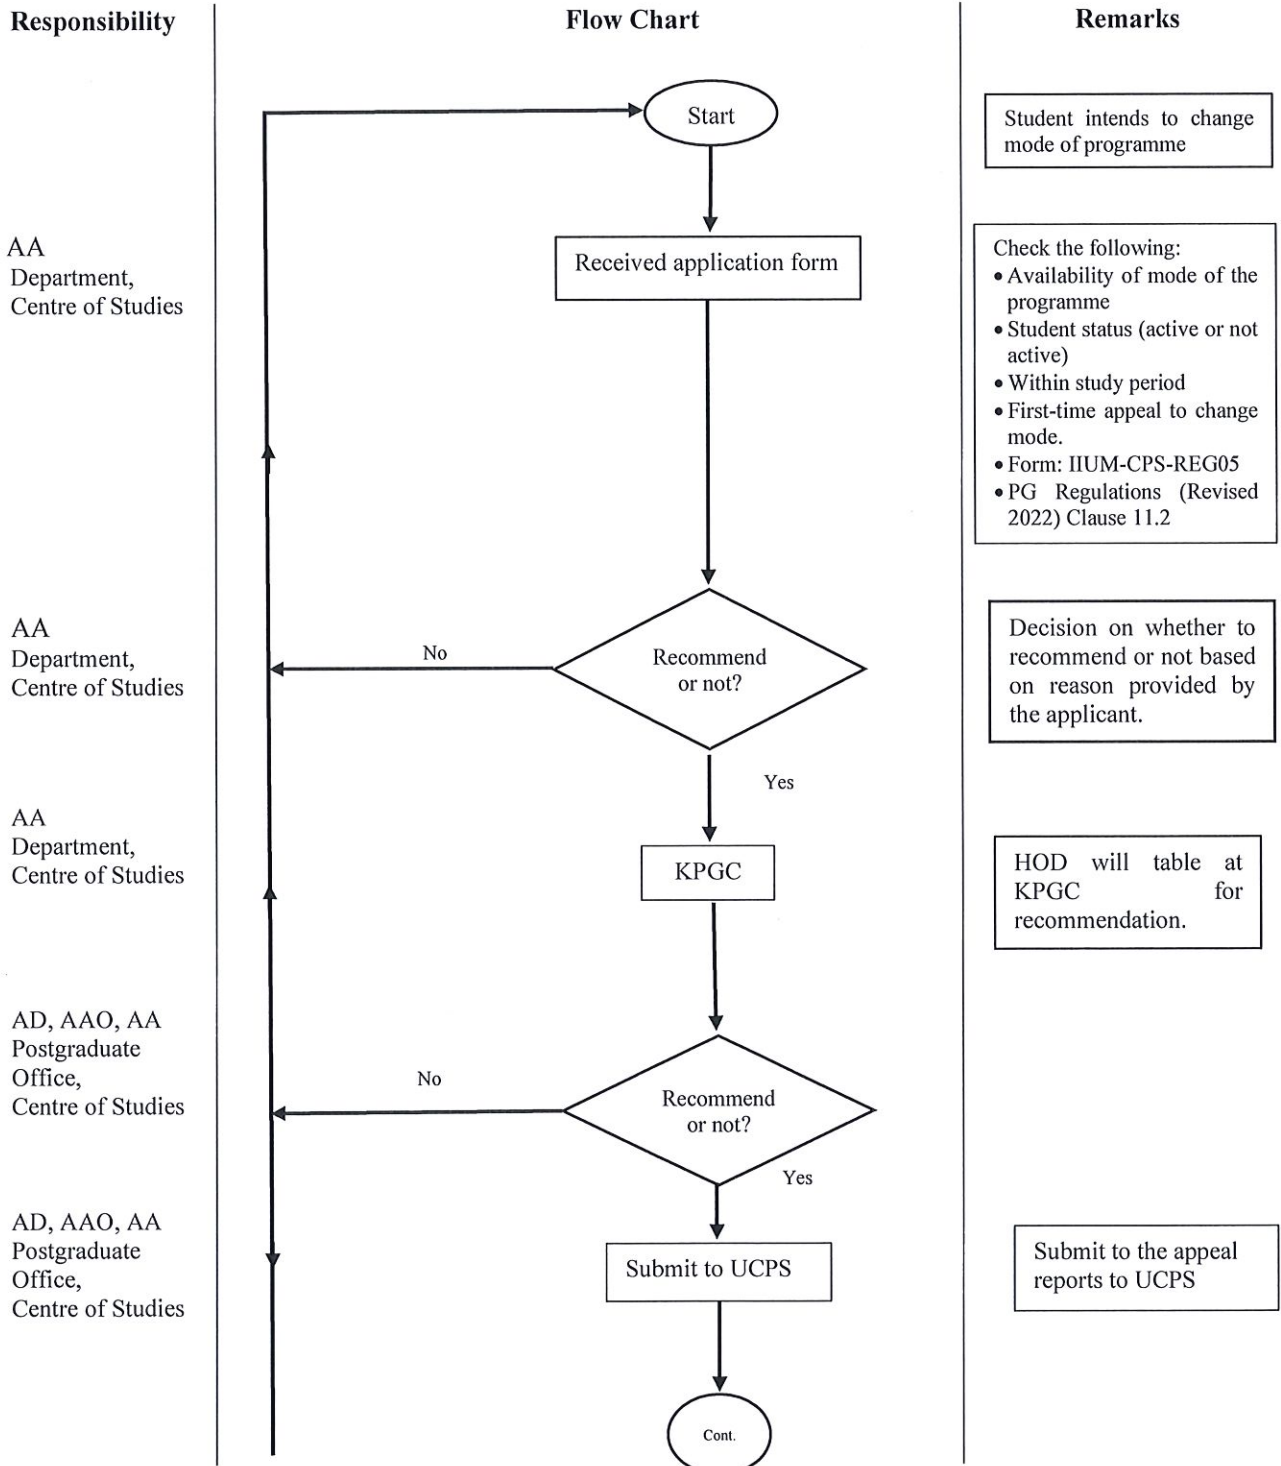 Responsibility
Flow Chart
Remarks
Start
Student intends to change
mode of programme
AA
Department,
Centre of Studies
Received application form
Check the following:
• Availability of mode of the
programme
• Student status (active or not
active)
• Within study period
• First-time appeal to change
mode.
• Form: IIUM-CPS-REG05
• PG Regulations (Revised
2022) Clause 11.2
AA
Department,
Centre of Studies
No
Recommend
or not?
Decision on whether to
recommend or not based
on reason provided by
the applicant.
Yes
AA
Department,
Centre of Studies
KPGC
HOD will table at
KPGC for
recommendation.
AD, AAO, AA
Postgraduate
Office,
Centre of Studies
No
Recommend
or not?
Yes
AD, AAO, AA
Postgraduate
Office,
Centre of Studies
Submit to UCPS
Submit to the appeal
reports to UCPS
Cont.